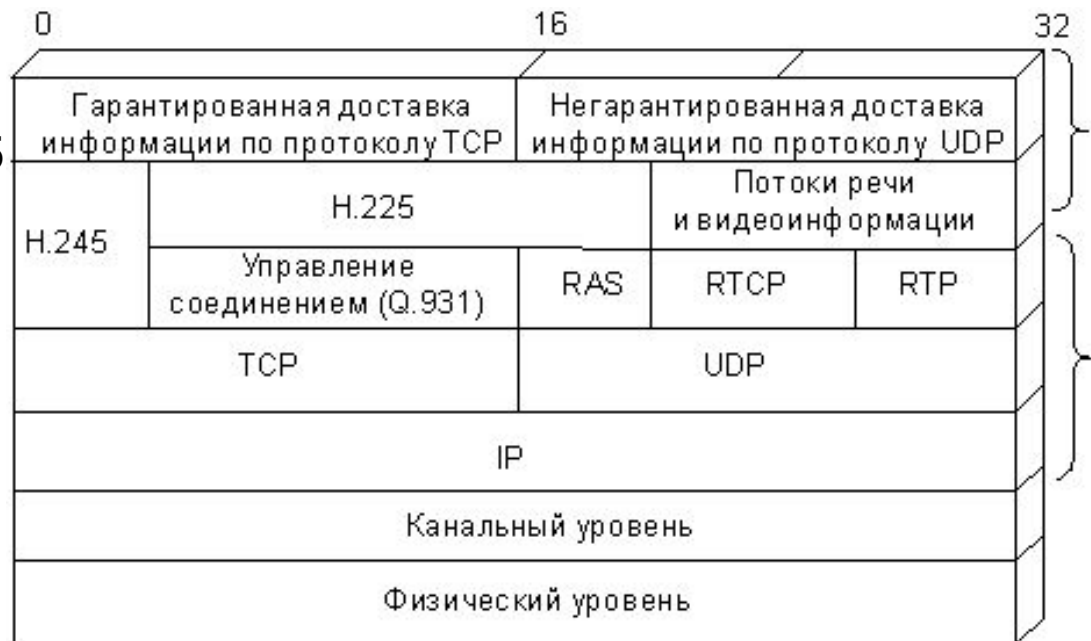 0 16 32
Гарантированная доставка
информации по протоколу TCP
Негарантированная доставка
информации по протоколу UDP
H.245
H.225
Потоки речи
и видеоинформации
Управление
соединением (Q.931)
RAS
RTCP
RTP
TCP
UDP
IP
Канальный уровень
Физический уровень